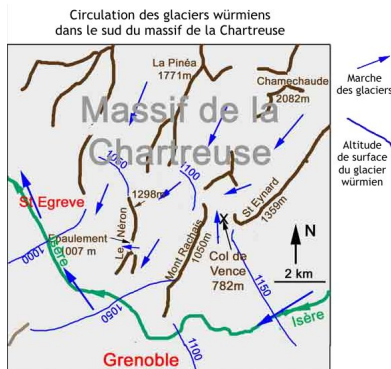 Circulation des glaciers würmiens
dans le sud du massif de la Chartreuse
La Pinéa
1771m
Chamechaude
2082m
Marche
des glaciers
Massif de la
Chartreuse
Altitude
de surface
du glacier
würmien
1050
1100
1298m
St Egreve
St Eynard
1359m
Le Néron
Epaulement
1007 m
Isère
1000
Mont Rachais
1050m
X
Col de
Vence
782m
N
2 km
1150
1050
Isère
Grenoble
1100